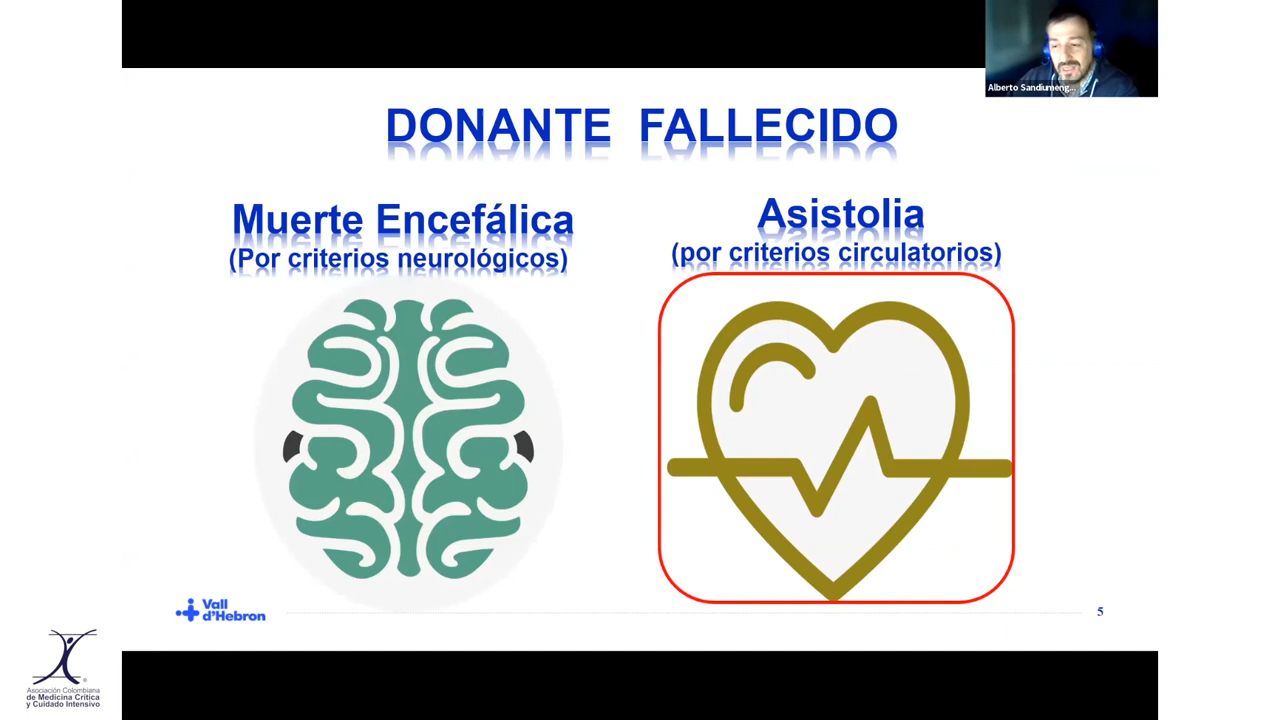 Alberto Sandiumeng...
DONANTE FALLECIDO
Muerte Encefálica
(Por criterios neurológicos)
Asistolia
(por criterios circulatorios)
Vall
d'Hebron
5
Asociación Colombiana
de Medicina Crítica
y Cuidado Intensivo